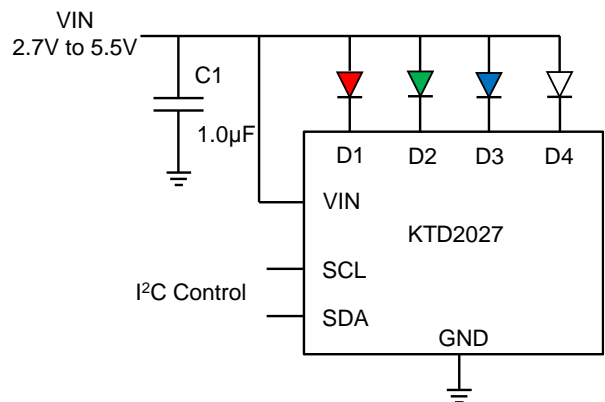 VIN
2.7V to 5.5V
C1
1.0µF
D1 D2 D3 D4
VIN
KTD2027
SCL
I²C Control
SDA
GND